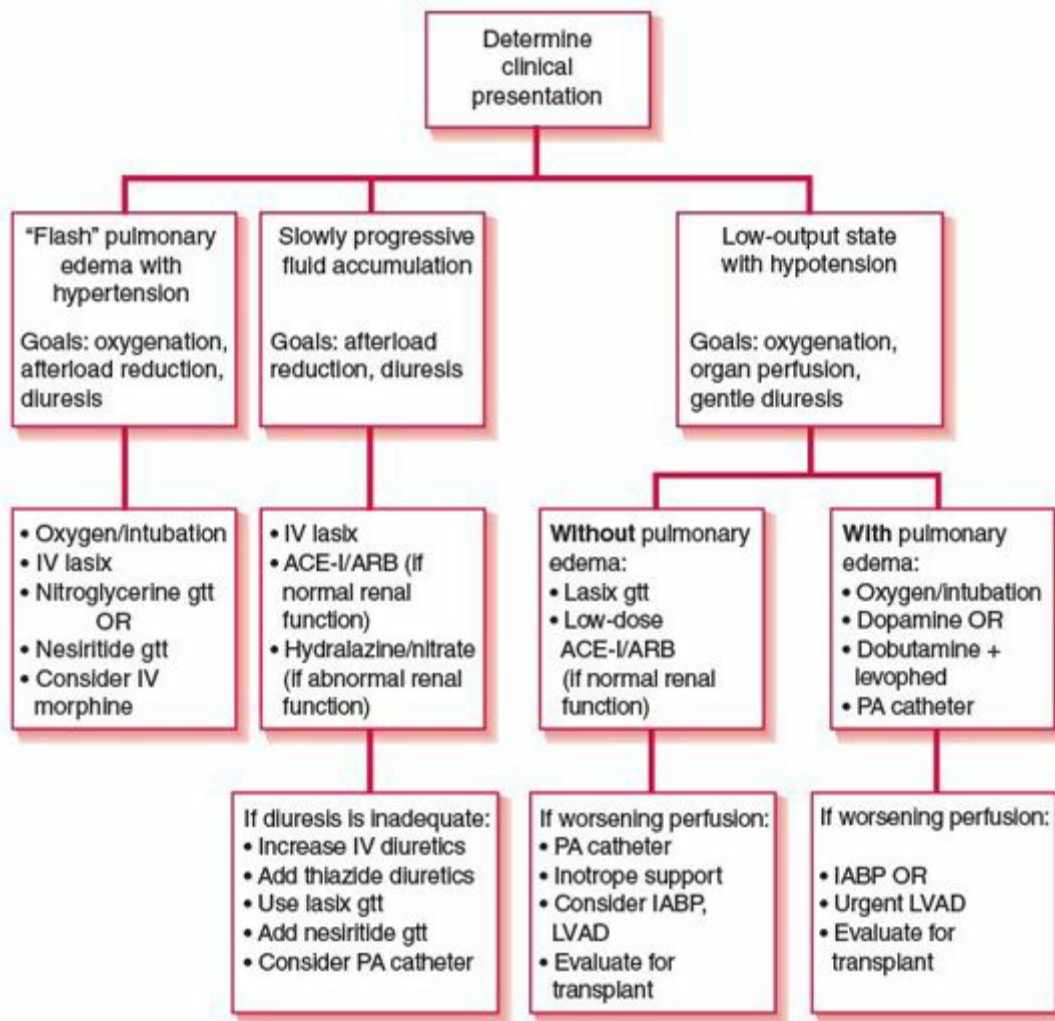 Determine
clinical
presentation
“Flash” pulmonary
edema with
hypertension
Goals: oxygenation,
afterload reduction,
diuresis
Slowly progressive
fluid accumulation
Goals: afterload
reduction, diuresis
Low-output state
with hypotension
Goals: oxygenation,
organ perfusion,
gentle diuresis
• Oxygen/intubation
• IV lasix
• Nitroglycerine gtt
OR
• Nesiritide gtt
• Consider IV
morphine
• IV lasix
• ACE-I/ARB (if
normal renal
function)
• Hydralazine/nitrate
(if abnormal renal
function)
Without pulmonary
edema:
• Lasix gtt
• Low-dose
ACE-I/ARB
(if normal renal
function)
With pulmonary
edema:
• Oxygen/intubation
• Dopamine OR
• Dobutamine +
levophed
• PA catheter
If diuresis is inadequate:
• Increase IV diuretics
• Add thiazide diuretics
• Use lasix gtt
• Add nesiritide gtt
• Consider PA catheter
If worsening perfusion:
• PA catheter
• Inotrope support
• Consider IABP,
LVAD
• Evaluate for
transplant
If worsening perfusion:
• IABP OR
• Urgent LVAD
• Evaluate for
transplant